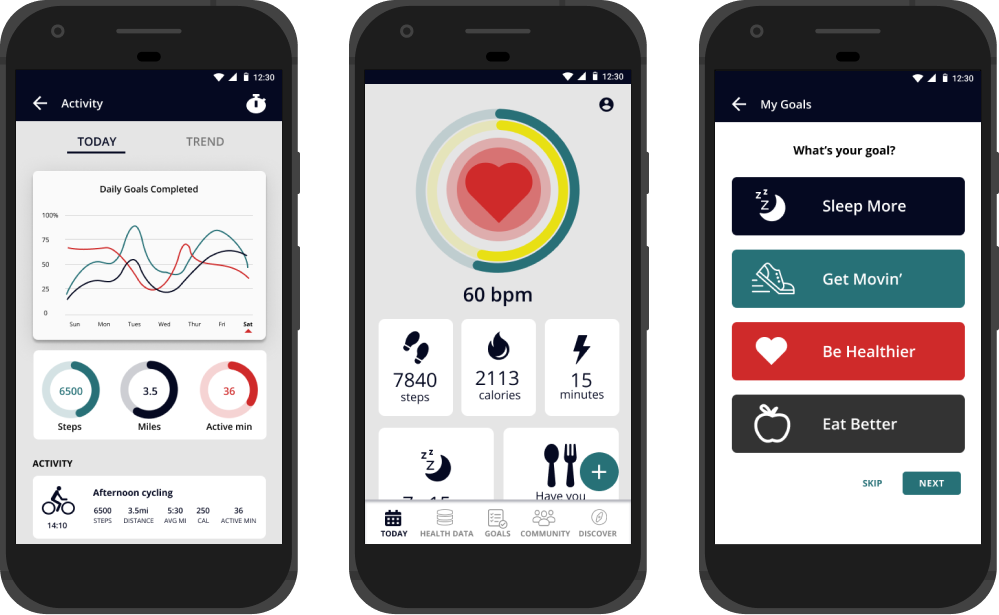 12:30
Activity
TODAY TREND
Daily Goals Completed
100%
75
50
25
0
Sun Mon Tues Wed Thur Fri Sat
6500 3.5 36
Steps Miles Active min
ACTIVITY
Afternoon cycling
6500 3.5mi 5:30 250 36
STEPS DISTANCE AVG MI CAL ACTIVE MIN
14:10
12:30
60 bpm
7840 2113 15
steps calories minutes
z z Z
Have you
TODAY HEALTH DATA GOALS COMMUNITY DISCOVER
12:30
My Goals
What's your goal?
z z Z
Sleep More
Get Movin’
Be Healthier
Eat Better
SKIP NEXT